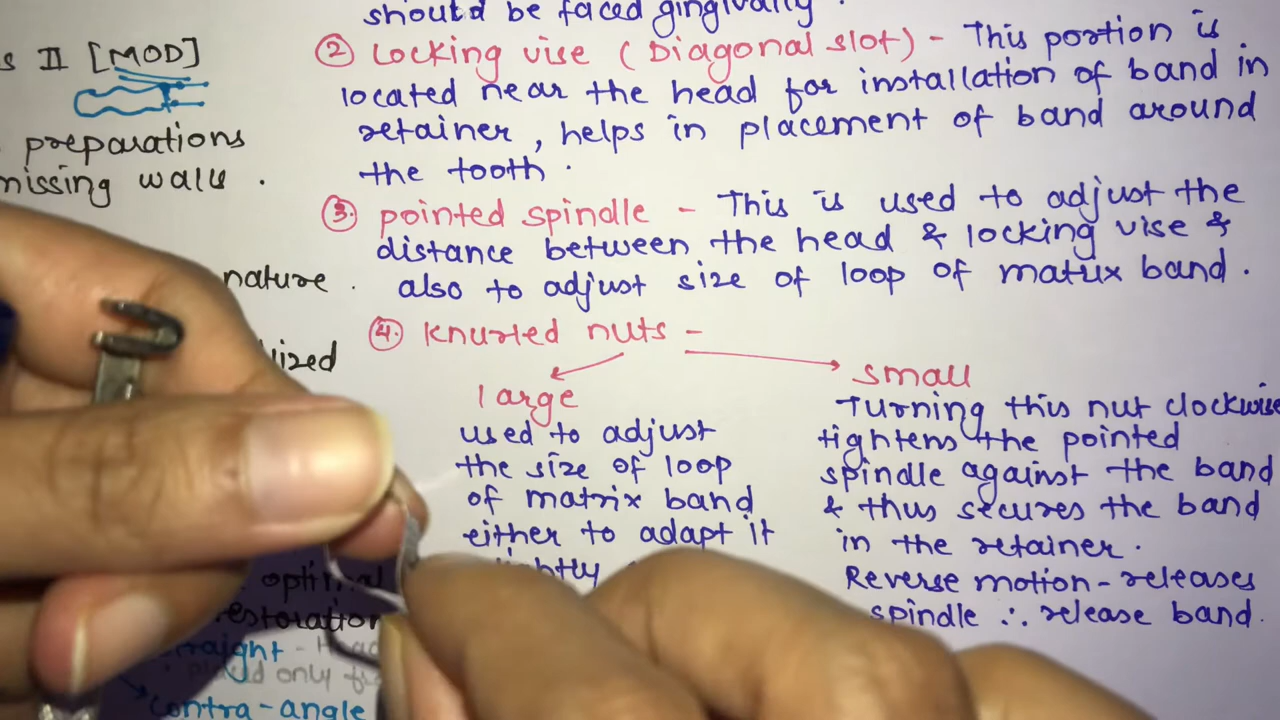 should be faced gingivally.
s II [MOD]
② Locking vise (Diagonal slot) - This portion is
located near the head for installation of band in
preparations
retainer, helps in placement of band around
missing walls.
the tooth.
③ pointed spindle - This is used to adjust the
distance between the head & locking vise &
nature.
also to adjust size of loop of matrix band.
④ Knurled nuts -
large
small
used to adjust
the size of loop
of matrix band
either to adapt it
Turning this nut clockwise
tightens the pointed
spindle against the band
& thus secures the band
in the retainer.
Reverse motion - releases
spindle ∴ release band.
restoration
only
contra-angle